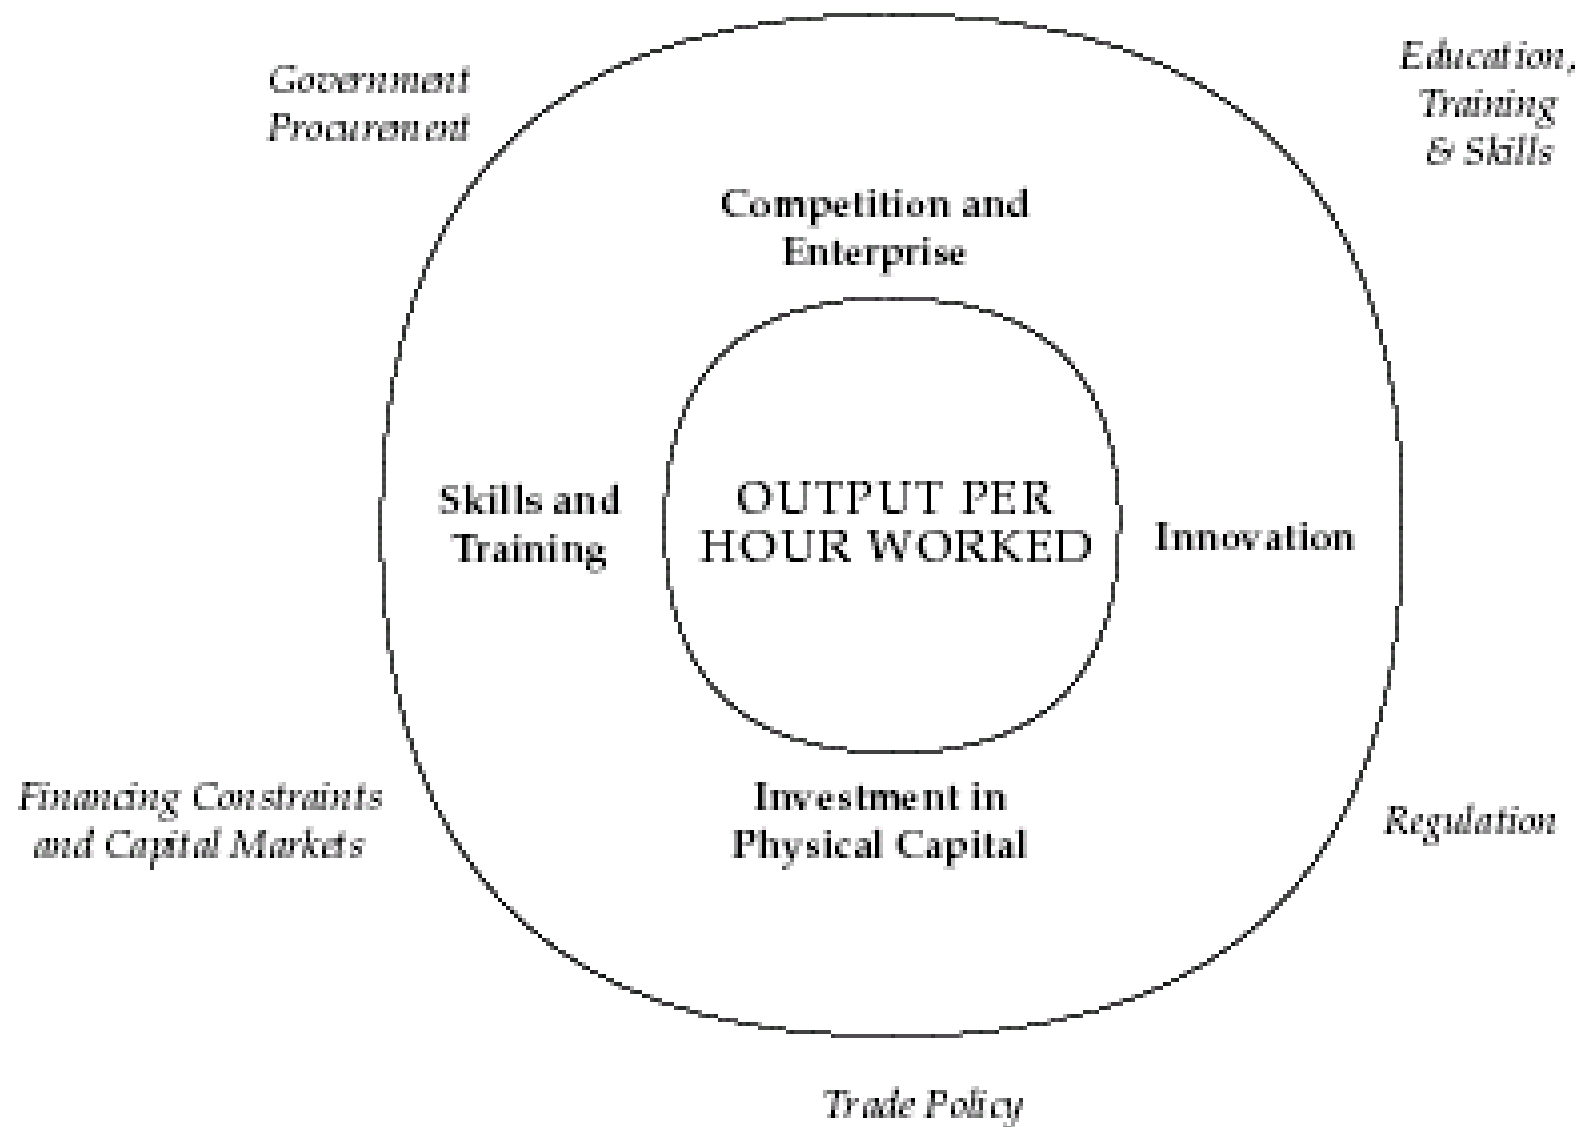 Government
Procurement
Education,
Training
& Skills
Competition and
Enterprise
Skills and
Training
OUTPUT PER
HOUR WORKED
Innovation
Financing Constraints
and Capital Markets
Investment in
Physical Capital
Regulation
Trade Policy